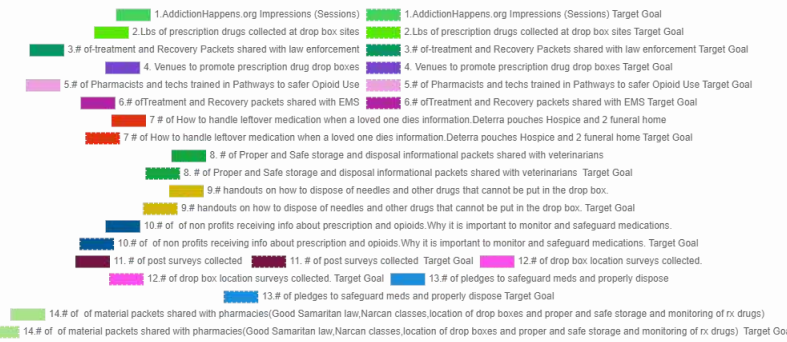 1.AddictionHappens.org Impressions (Sessions) 1.AddictionHappens.org Impressions (Sessions) Target Goal
2.Lbs of prescription drugs collected at drop box sites 2.Lbs of prescription drugs collected at drop box sites Target Goal
3.# of-treatment and Recovery Packets shared with law enforcement 3.# of-treatment and Recovery Packets shared with law enforcement Target Goal
4. Venues to promote prescription drug drop boxes 4. Venues to promote prescription drug drop boxes Target Goal
5.# of Pharmacists and techs trained in Pathways to safer Opioid Use 5.# of Pharmacists and techs trained in Pathways to safer Opioid Use Target Goal
6.# ofTreatment and Recovery packets shared with EMS 6.# ofTreatment and Recovery packets shared with EMS Target Goal
7 # of How to handle leftover medication when a loved one dies information.Deterra pouches Hospice and 2 funeral home
7 # of How to handle leftover medication when a loved one dies information.Deterra pouches Hospice and 2 funeral home Target Goal
8. # of Proper and Safe storage and disposal informational packets shared with veterinarians
8. # of Proper and Safe storage and disposal informational packets shared with veterinarians Target Goal
9.# handouts on how to dispose of needles and other drugs that cannot be put in the drop box.
9.# handouts on how to dispose of needles and other drugs that cannot be put in the drop box. Target Goal
10.# of of non profits receiving info about prescription and opioids.Why it is important to monitor and safeguard medications.
10.# of of non profits receiving info about prescription and opioids.Why it is important to monitor and safeguard medications. Target Goal
11. # of post surveys collected 11. # of post surveys collected Target Goal 12.# of drop box location surveys collected.
12.# of drop box location surveys collected. Target Goal 13.# of pledges to safeguard meds and properly dispose
13.# of pledges to safeguard meds and properly dispose Target Goal
14.# of of material packets shared with pharmacies(Good Samaritan law,Narcan classes,location of drop boxes and proper and safe storage and monitoring of rx drugs)
14.# of of material packets shared with pharmacies(Good Samaritan law,Narcan classes,location of drop boxes and proper and safe storage and monitoring of rx drugs) Target